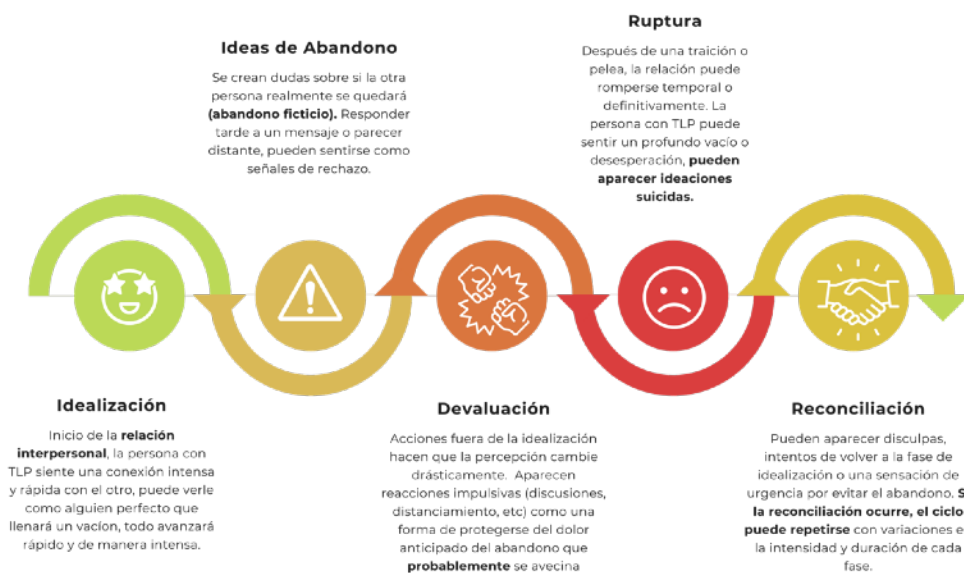 Ideas de Abandono
Se crean dudas sobre si la otra
persona realmente se quedará
(abandono ficticio). Responder
tarde a un mensaje o parecer
distante, pueden sentirse como
señales de rechazo.
Ruptura
Después de una traición o
pelea, la relación puede
romperse temporal o
definitivamente. La
persona con TLP puede
sentir un profundo vacío o
desesperación, pueden
aparecer ideaciones
suicidas.
Idealización
Inicio de la relación
interpersonal, la persona con
TLP siente una conexión intensa
y rápida con el otro, puede verle
como alguien perfecto que
llenará un vacíon, todo avanzará
rápido y de manera intensa.
Devaluación
Acciones fuera de la idealización
hacen que la percepción cambie
drásticamente. Aparecen
reacciones impulsivas (discusiones,
distanciamiento, etc) como una
forma de protegerse del dolor
anticipado del abandono que
probablemente se avecina
Reconciliación
Pueden aparecer disculpas,
intentos de volver a la fase de
idealización o una sensación de
urgencia por evitar el abandono.
la reconciliación ocurre, el ciclo
puede repetirse con variaciones
la intensidad y duración de cada
fase.